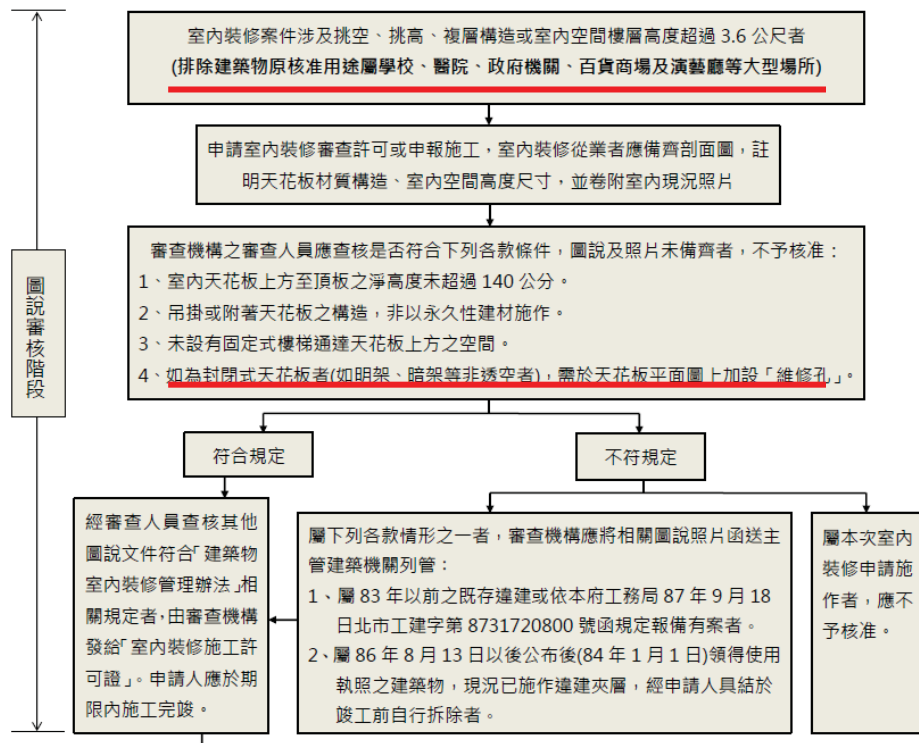 室內裝修案件涉及挑空、挑高、複層構造或室內空間樓層高度超過 3.6 公尺者
(排除建築物原核准用途屬學校、醫院、政府機關、百貨商場及演藝廳等大型場所)
申請室內裝修審查許可或申報施工，室內裝修從業者應備齊剖面圖，註
明天花板材質構造、室內空間高度尺寸，並卷附室內現況照片
圖說審核階段
審查機構之審查人員應查核是否符合下列各款條件，圖說及照片未備齊者，不予核准：
1、室內天花板上方至頂板之淨高度未超過 140 公分。
2、吊掛或附著天花板之構造，非以永久性建材施作。
3、未設有固定式樓梯通達天花板上方之空間。
4、如為封閉式天花板者(如明架、暗架等非透空者)，需於天花板平面圖上加設「維修孔」。
符合規定
不符規定
經審查人員查核其他
圖說文件符合「建築物
室內裝修管理辦法」相
關規定者，由審查機構
發給「室內裝修施工許
可證」。申請人應於期
限內施工完竣。
屬下列各款情形之一者，審查機構應將相關圖說照片函送主
管建築機關列管：
1、屬 83 年以前之既存違建或依本府工務局 87 年 9 月 18
日北市工建字第 8731720800 號函規定報備有案者。
2、屬 86 年 8 月 13 日以後公布後(84 年 1 月 1 日)領得使用
執照之建築物，現況已施作違建夾層，經申請人具結於
竣工前自行拆除者。
屬本次室內
裝修申請施
作者，應不
予核准。